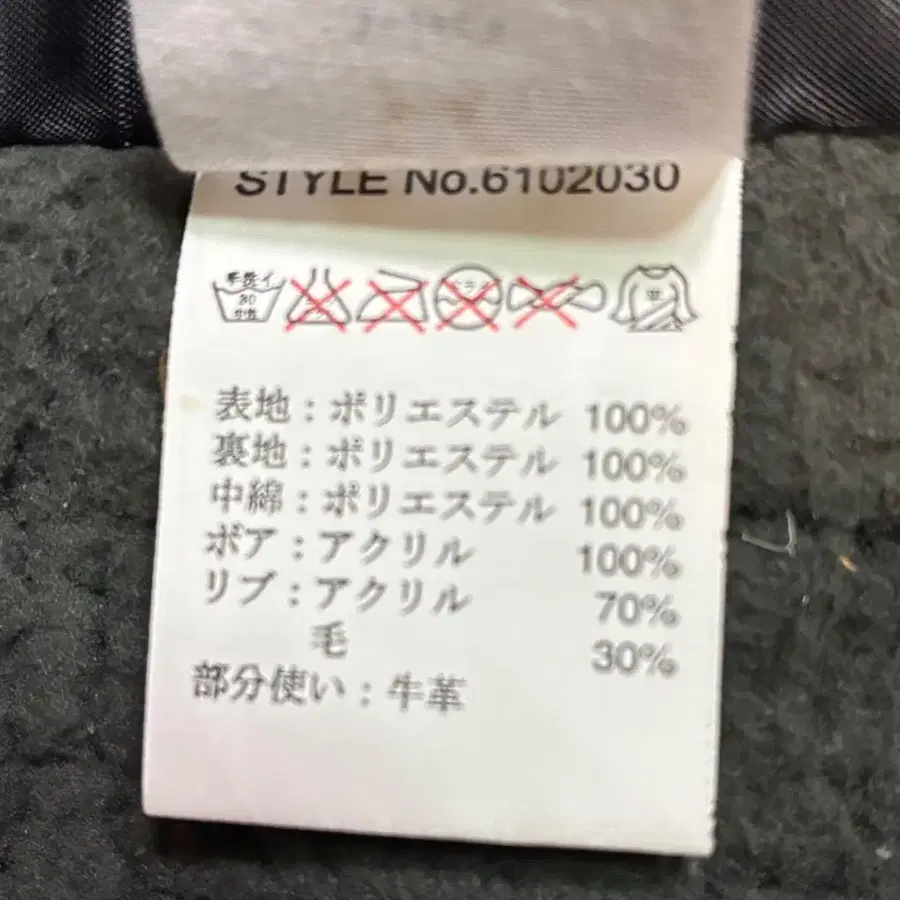 STYLE No.6102030
手洗イ
30
中性
ドライ
表地:ポリエステル 100%
裏地:ポリエステル 100%
中綿:ポリエステル 100%
ボア:アクリル 100%
リブ:アクリル 70%
毛 30%
部分使い:牛革